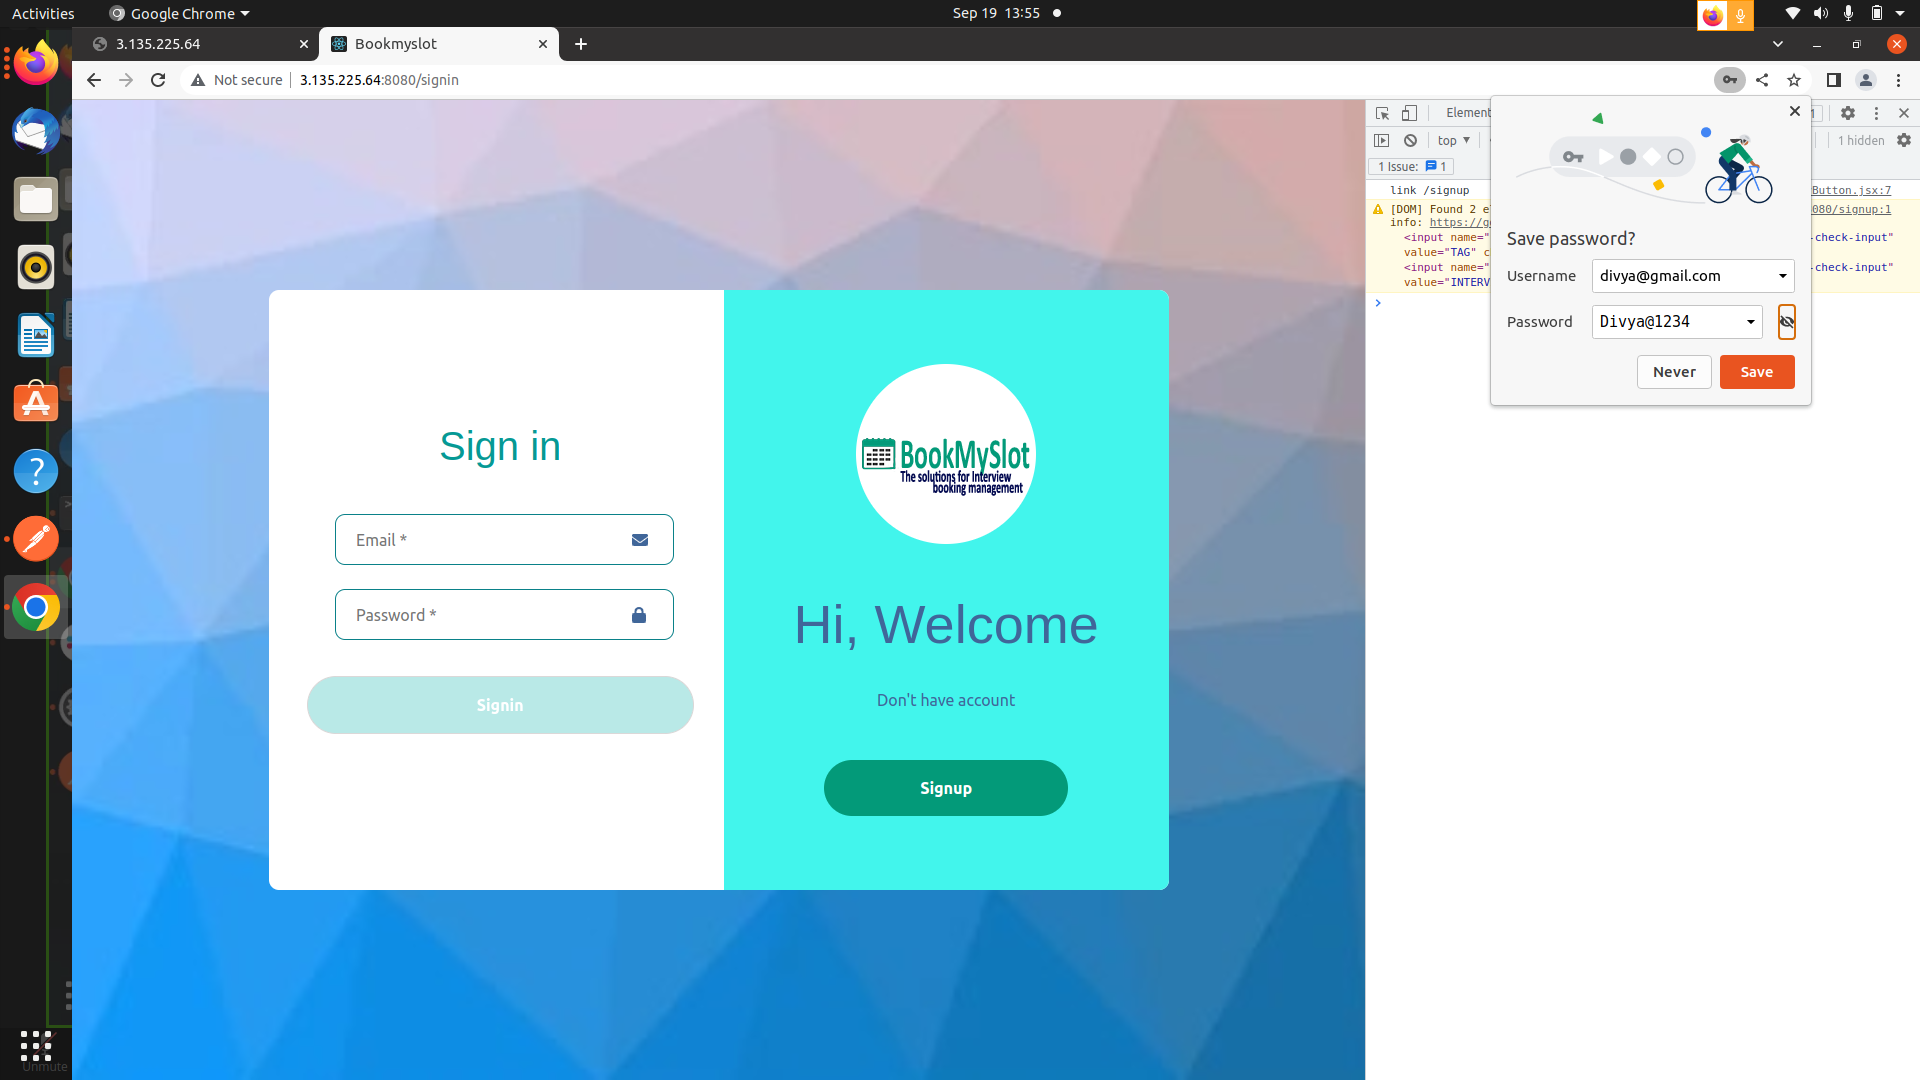 Activities
Google Chrome
Sep 19 13:55
3.135.225.64
Bookmyslot
Not secure
3.135.225.64:8080/signin
Element
top
1 hidden
1 Issue:
1
link /signup
Button.jsx:7
[DOM] Found 2 e
080/signup:1
info: https://g
<input name="
-check-input"
value="TAG" c
<input name="
-check-input"
value="INTERV
Save password?
Username
divya@gmail.com
Password
Divya@1234
Never
Save
Sign in
Email *
Password *
Signin
BookMySlot
The solutions for Interview
booking management
Hi, Welcome
Don't have account
Signup
Unmute